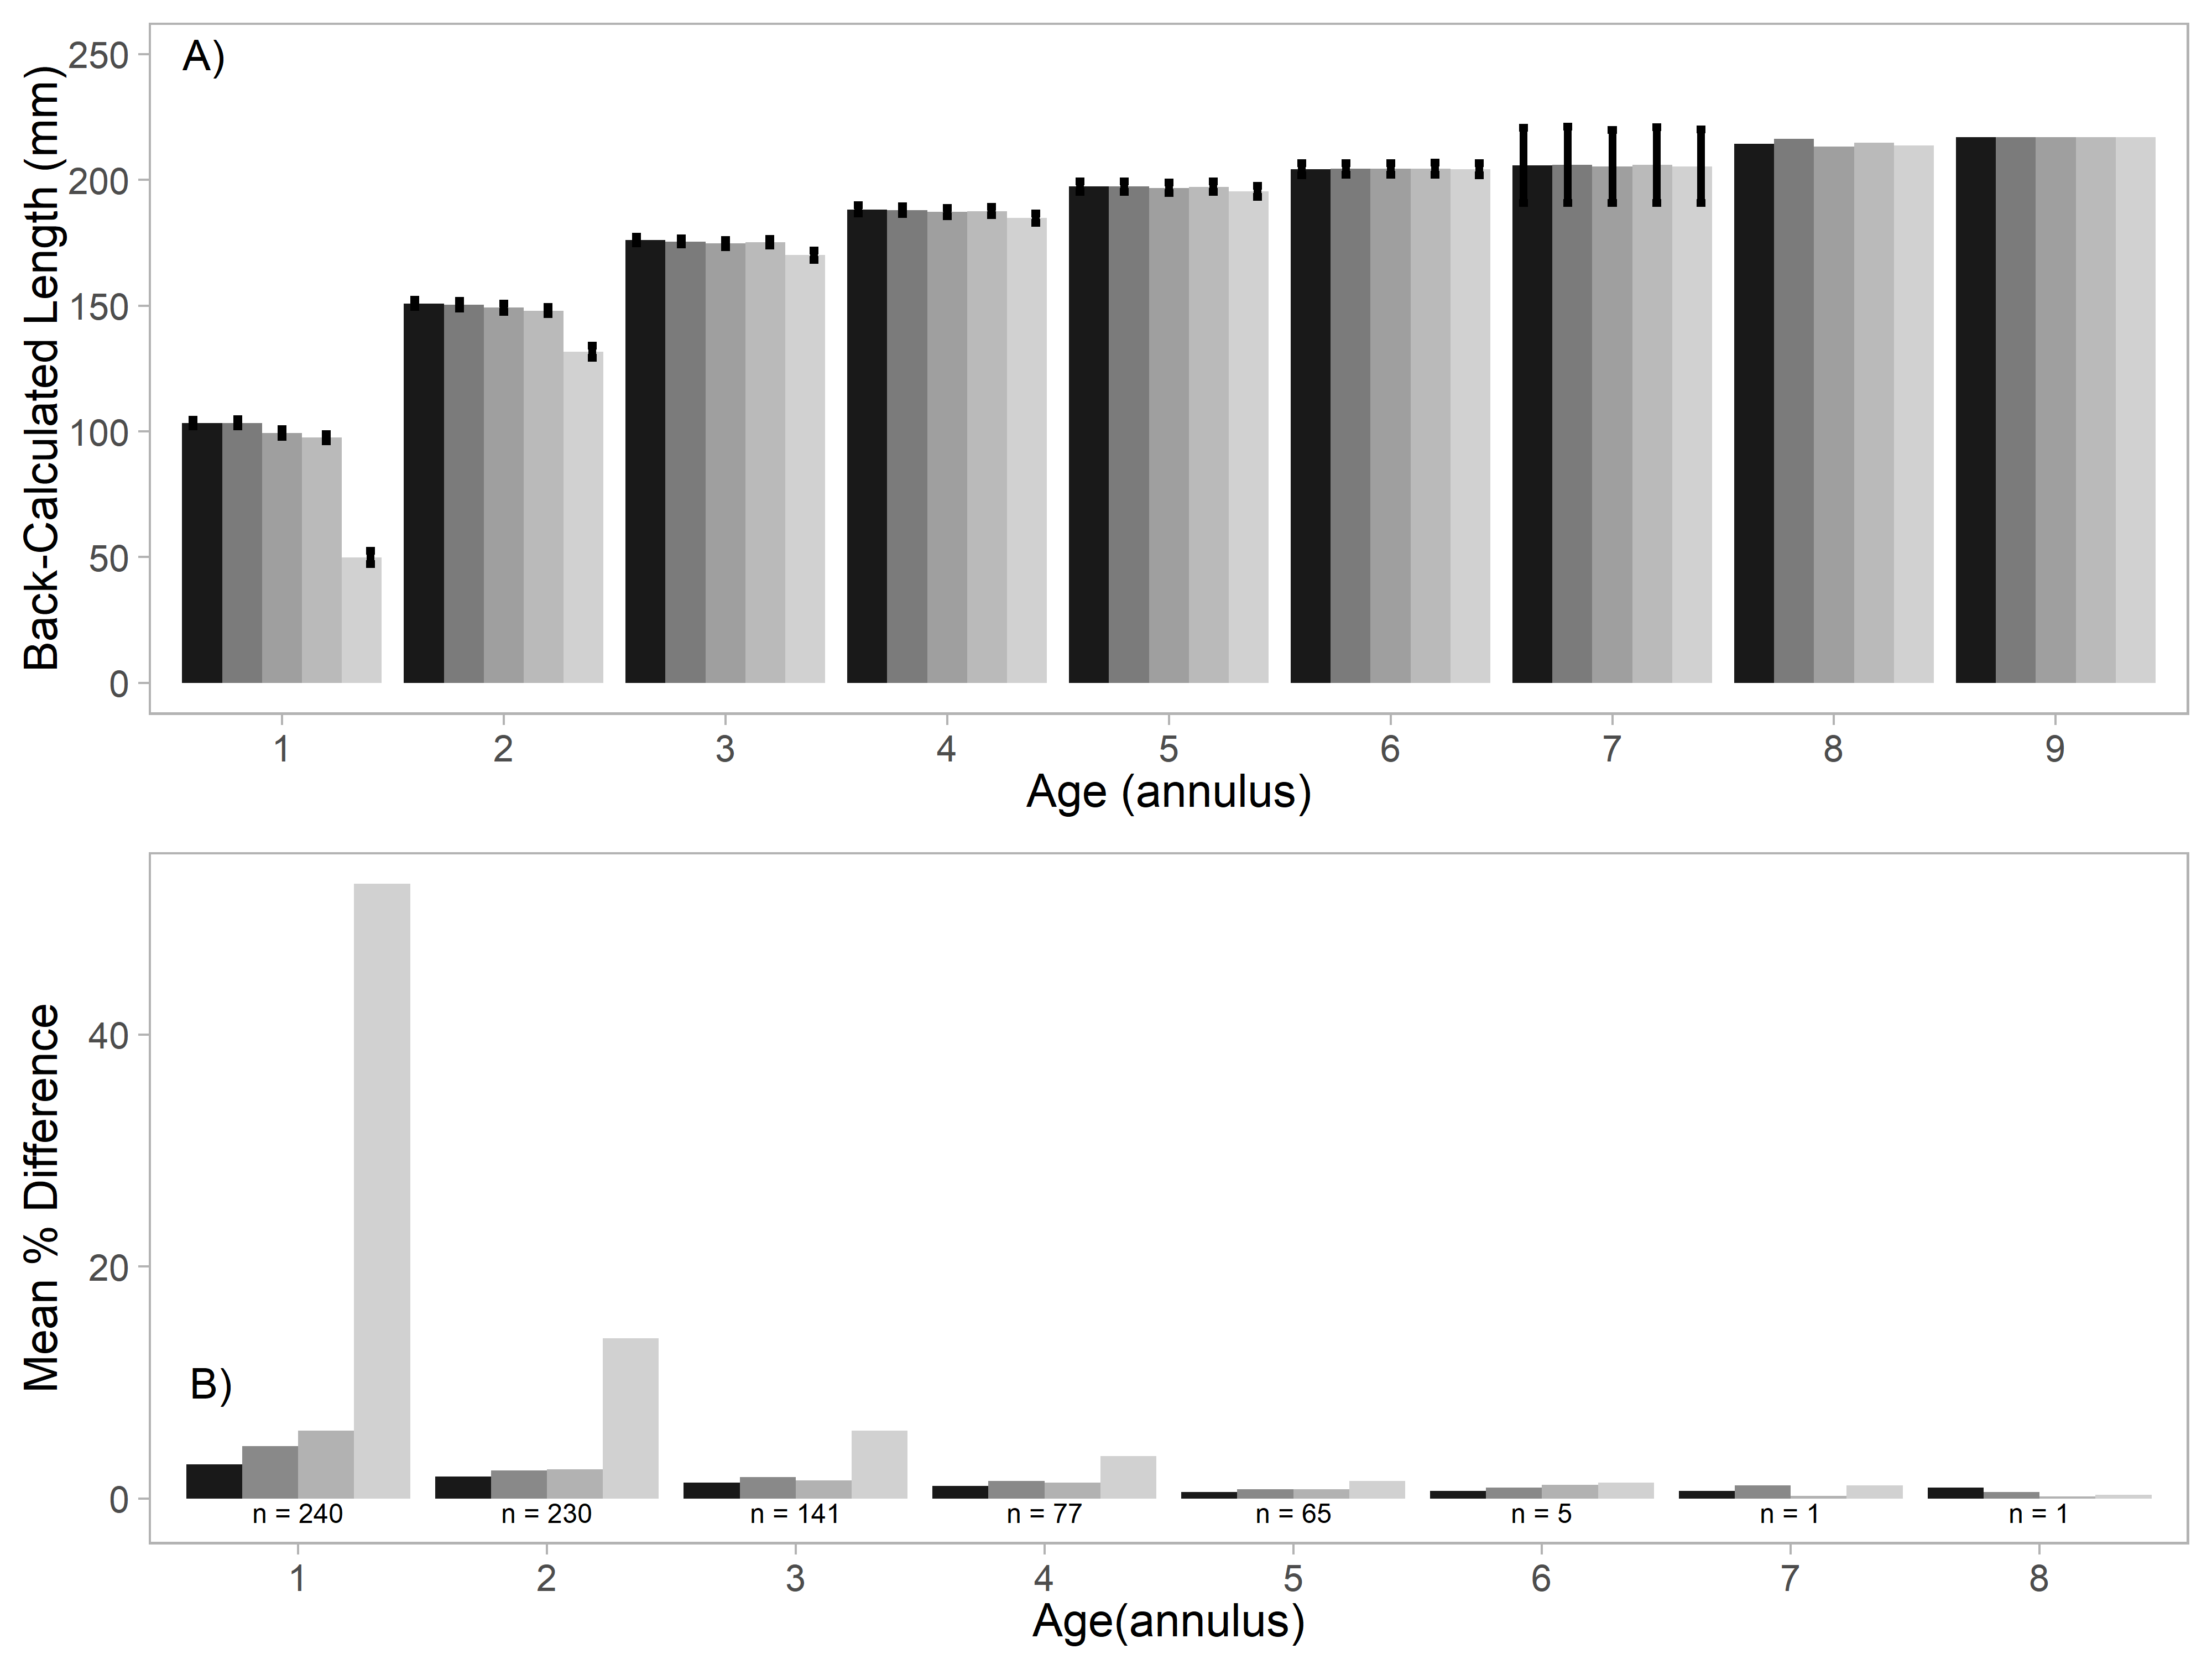 A)
Back-Calculated Length (mm)
250
200
150
100
50
0
1 2 3 4 5 6 7 8 9
Age (annulus)
Mean % Difference
40
20
0
B)
n = 240 n = 230 n = 141 n = 77 n = 65 n = 5 n = 1 n = 1
1 2 3 4 5 6 7 8
Age(annulus)